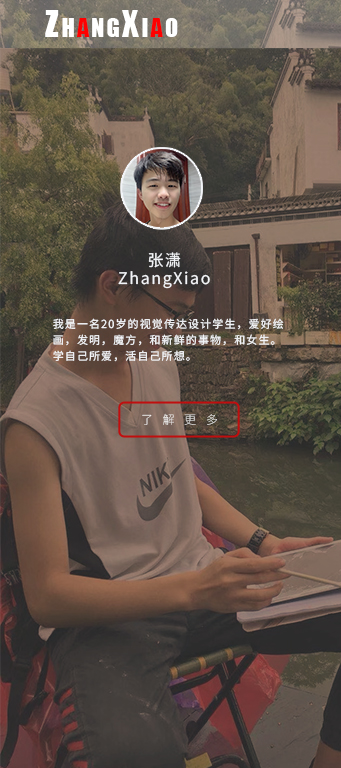 ZHANGXIAO
张潇
ZhangXiao
我是一名20岁的视觉传达设计学生，爱好绘
画，发明，魔方，和新鲜的事物，和女生。
学自己所爱，活自己所想。
了解更多
NIK